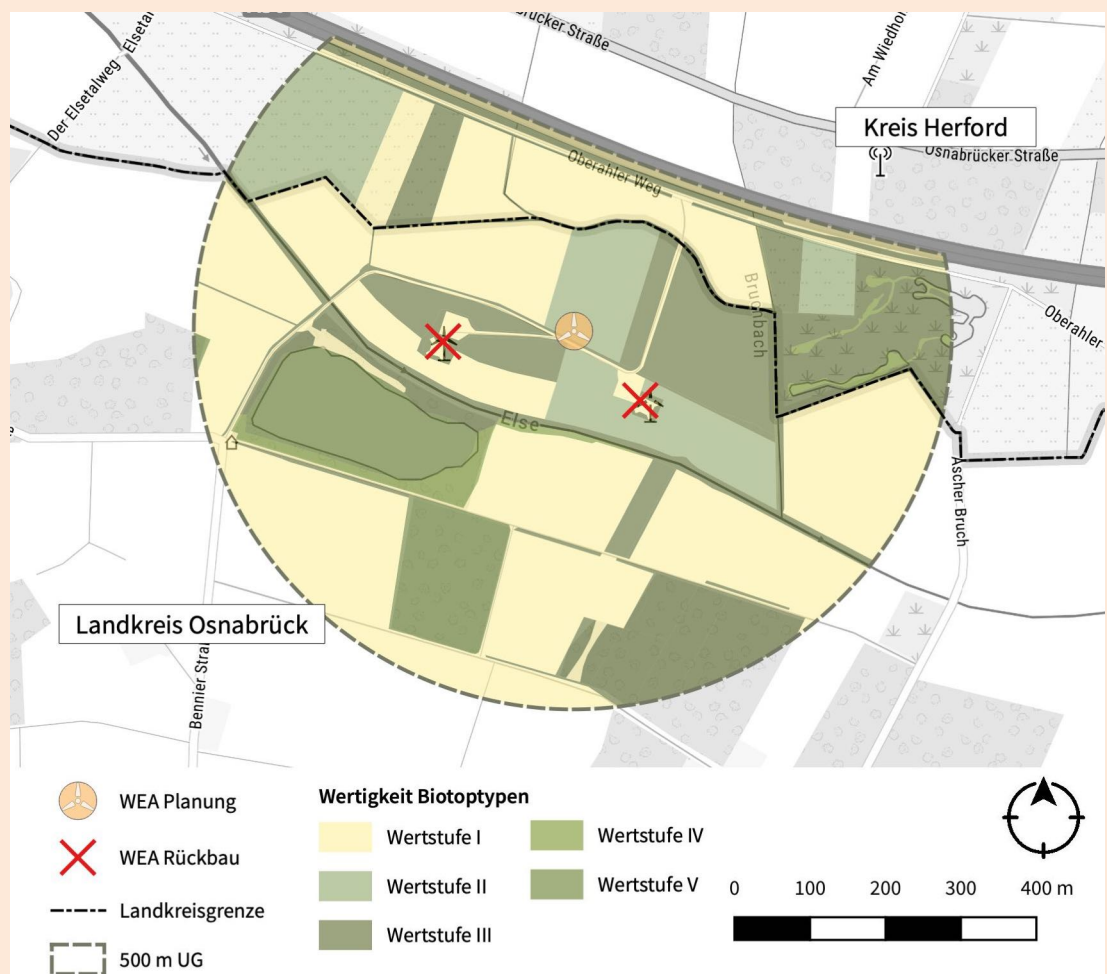 Der Elsetalweg - Elsetal
brücker Straße
Am Wiedhof
Kreis Herford
Osnabrücker Straße
Oberahler Weg
Bruchbach
Oberahler
Else
Ascher Bruch
Landkreis Osnabrück
Bennier Straß
WEA Planung
WEA Rückbau
Landkreisgrenze
500 m UG
Wertigkeit Biotoptypen
Wertstufe I
Wertstufe II
Wertstufe III
Wertstufe IV
Wertstufe V
0 100 200 300 400 m